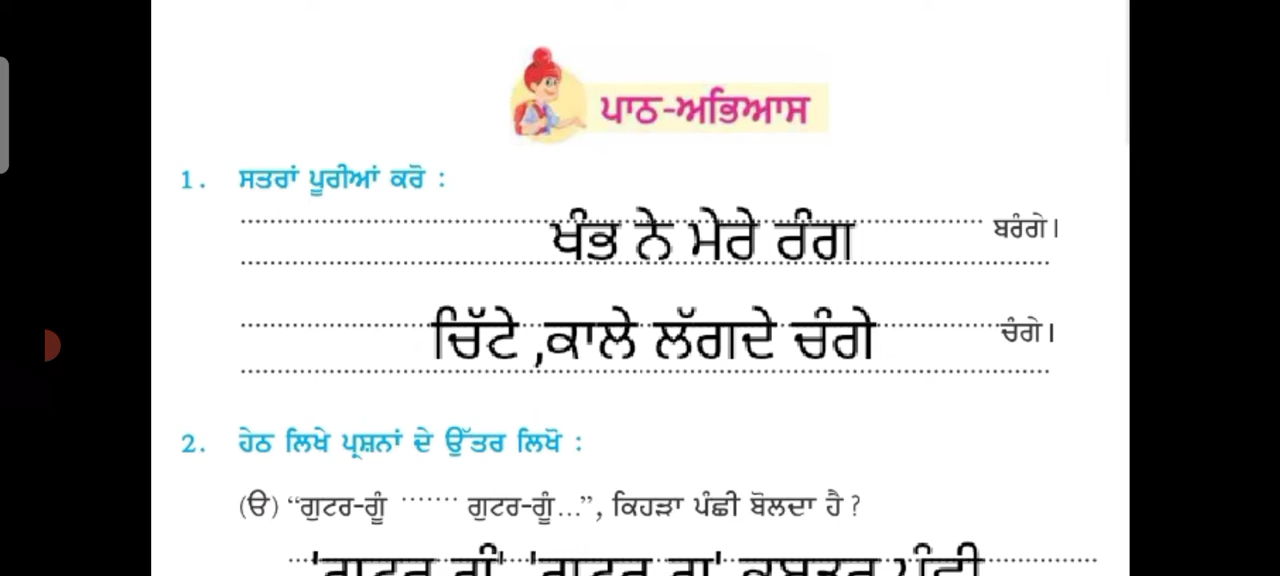 ਪਾਠ-ਅਭਿਆਸ
1. ਸਤਰਾਂ ਪੂਰੀਆਂ ਕਰੋ :
ਖੰਭ ਨੇ ਮੇਰੇ ਰੰਗ ਬਰੰਗੇ।
ਚਿੱਟੇ ,ਕਾਲੇ ਲੱਗਦੇ ਚੰਗੇ ਚੰਗੇ।
2. ਹੇਠ ਲਿਖੇ ਪ੍ਰਸ਼ਨਾਂ ਦੇ ਉੱਤਰ ਲਿਖੋ :
(ੳ) “ਗੁਟਰ-ਗੂੰ ....... ਗੁਟਰ-ਗੂੰ...”, ਕਿਹੜਾ ਪੰਛੀ ਬੋਲਦਾ ਹੈ ?